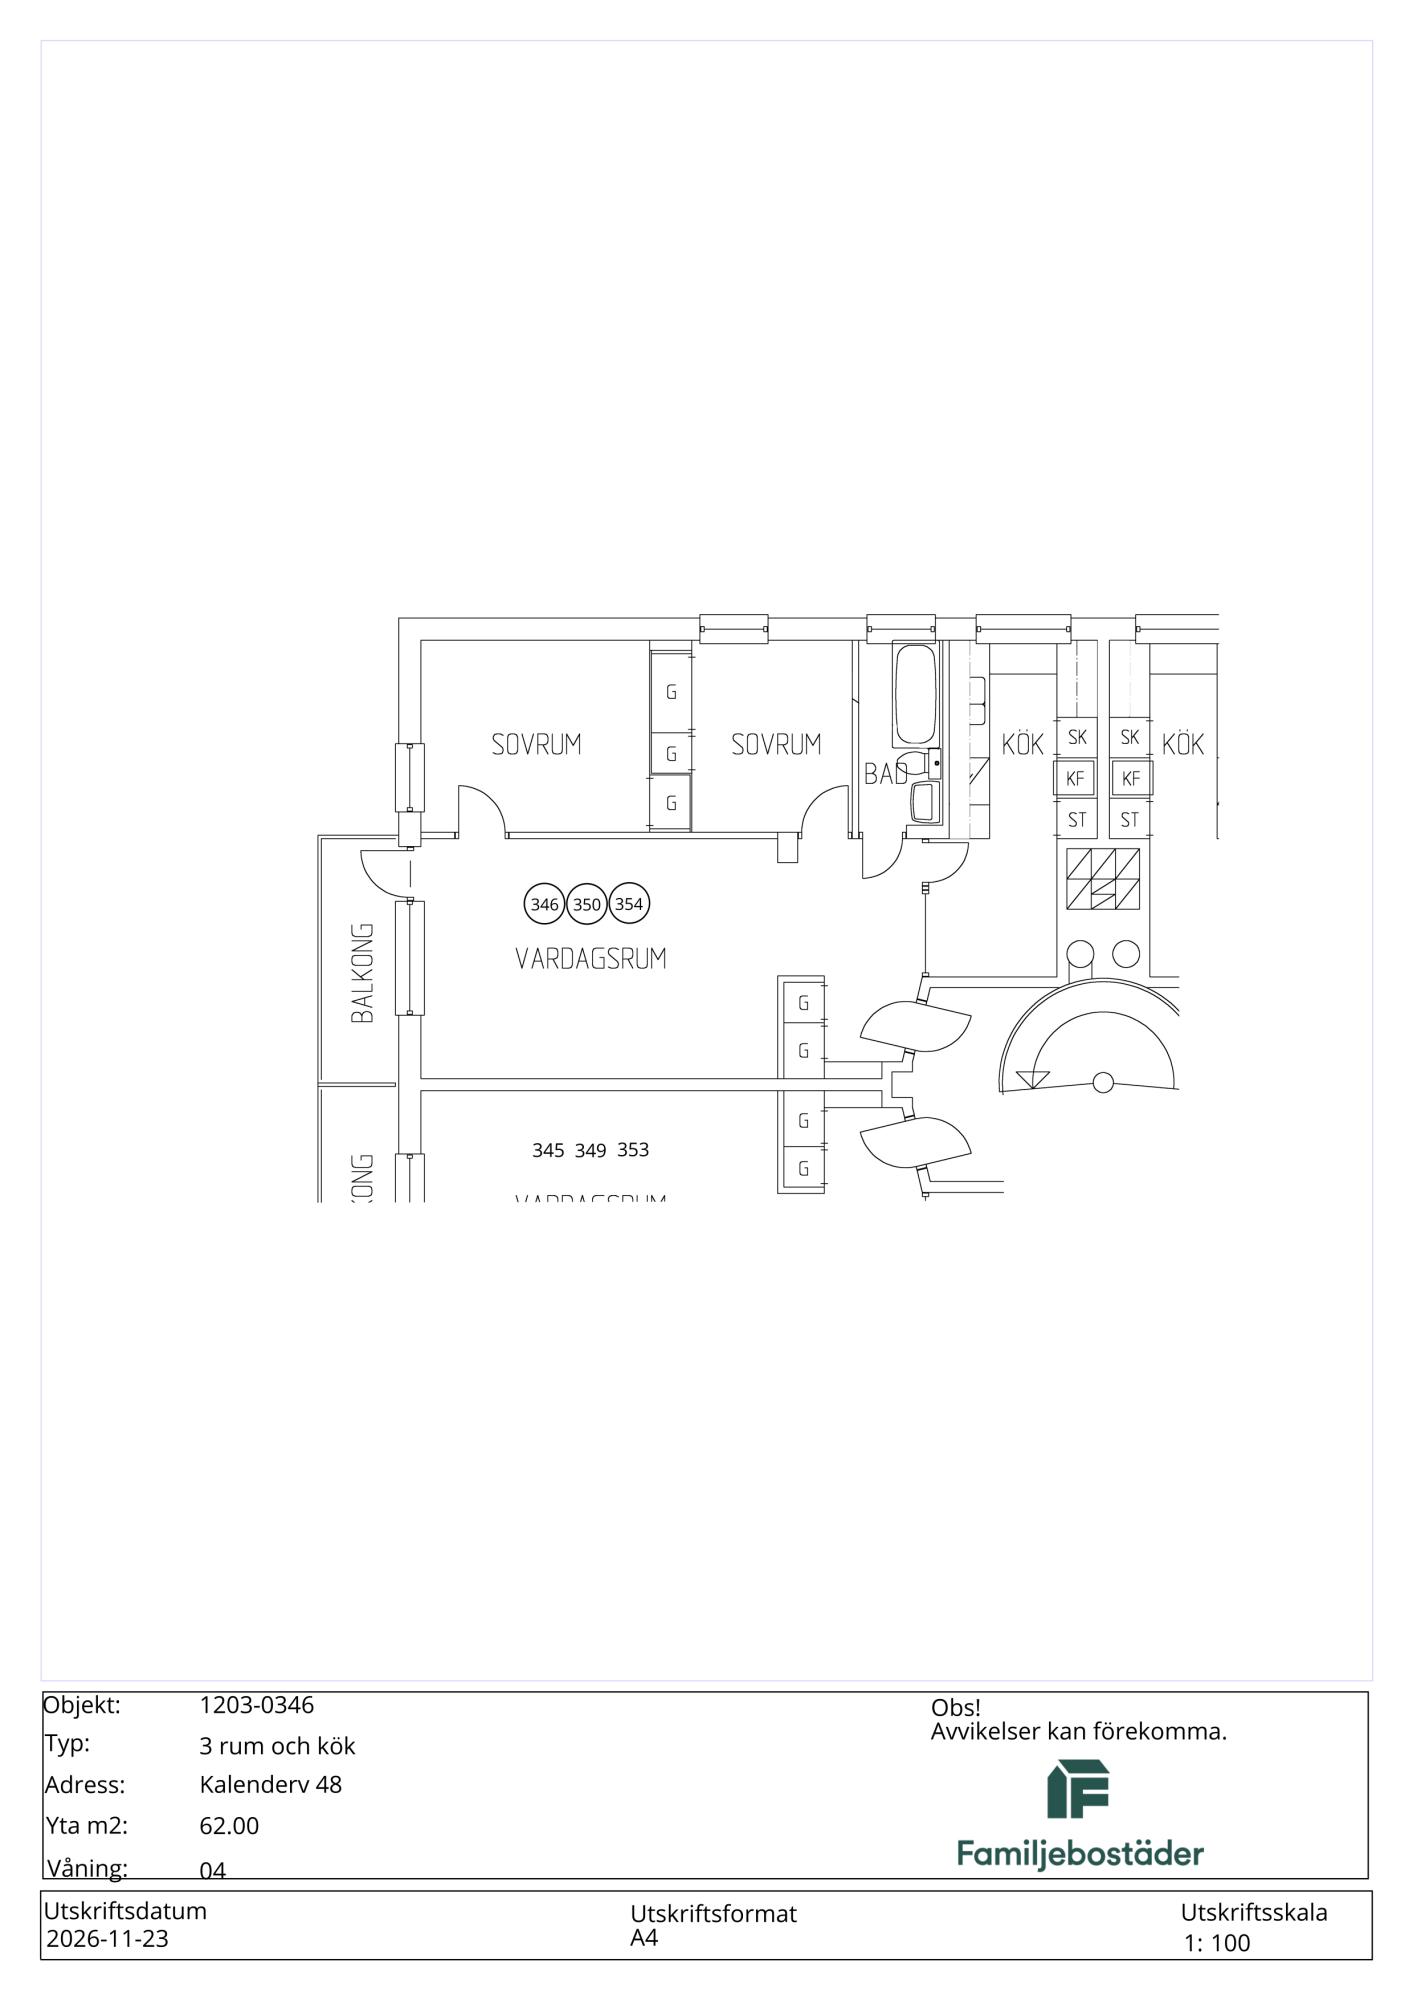 G
SOVRUM
SOVRUM
KÖK
SK
SK
KÖK
G
BAD
KF
KF
G
ST
ST
346
350
354
BALKONG
VARDAGSRUM
G
G
G
345 349 353
G
KONG
VARDAGSRUM
Objekt: 1203-0346
Typ: 3 rum och kök
Adress: Kalenderv 48
Yta m2: 62.00
Våning: 04
Obs!
Avvikelser kan förekomma.
F
Familjebostäder
Utskriftsdatum
2026-11-23
Utskriftsformat
A4
Utskriftsskala
1: 100